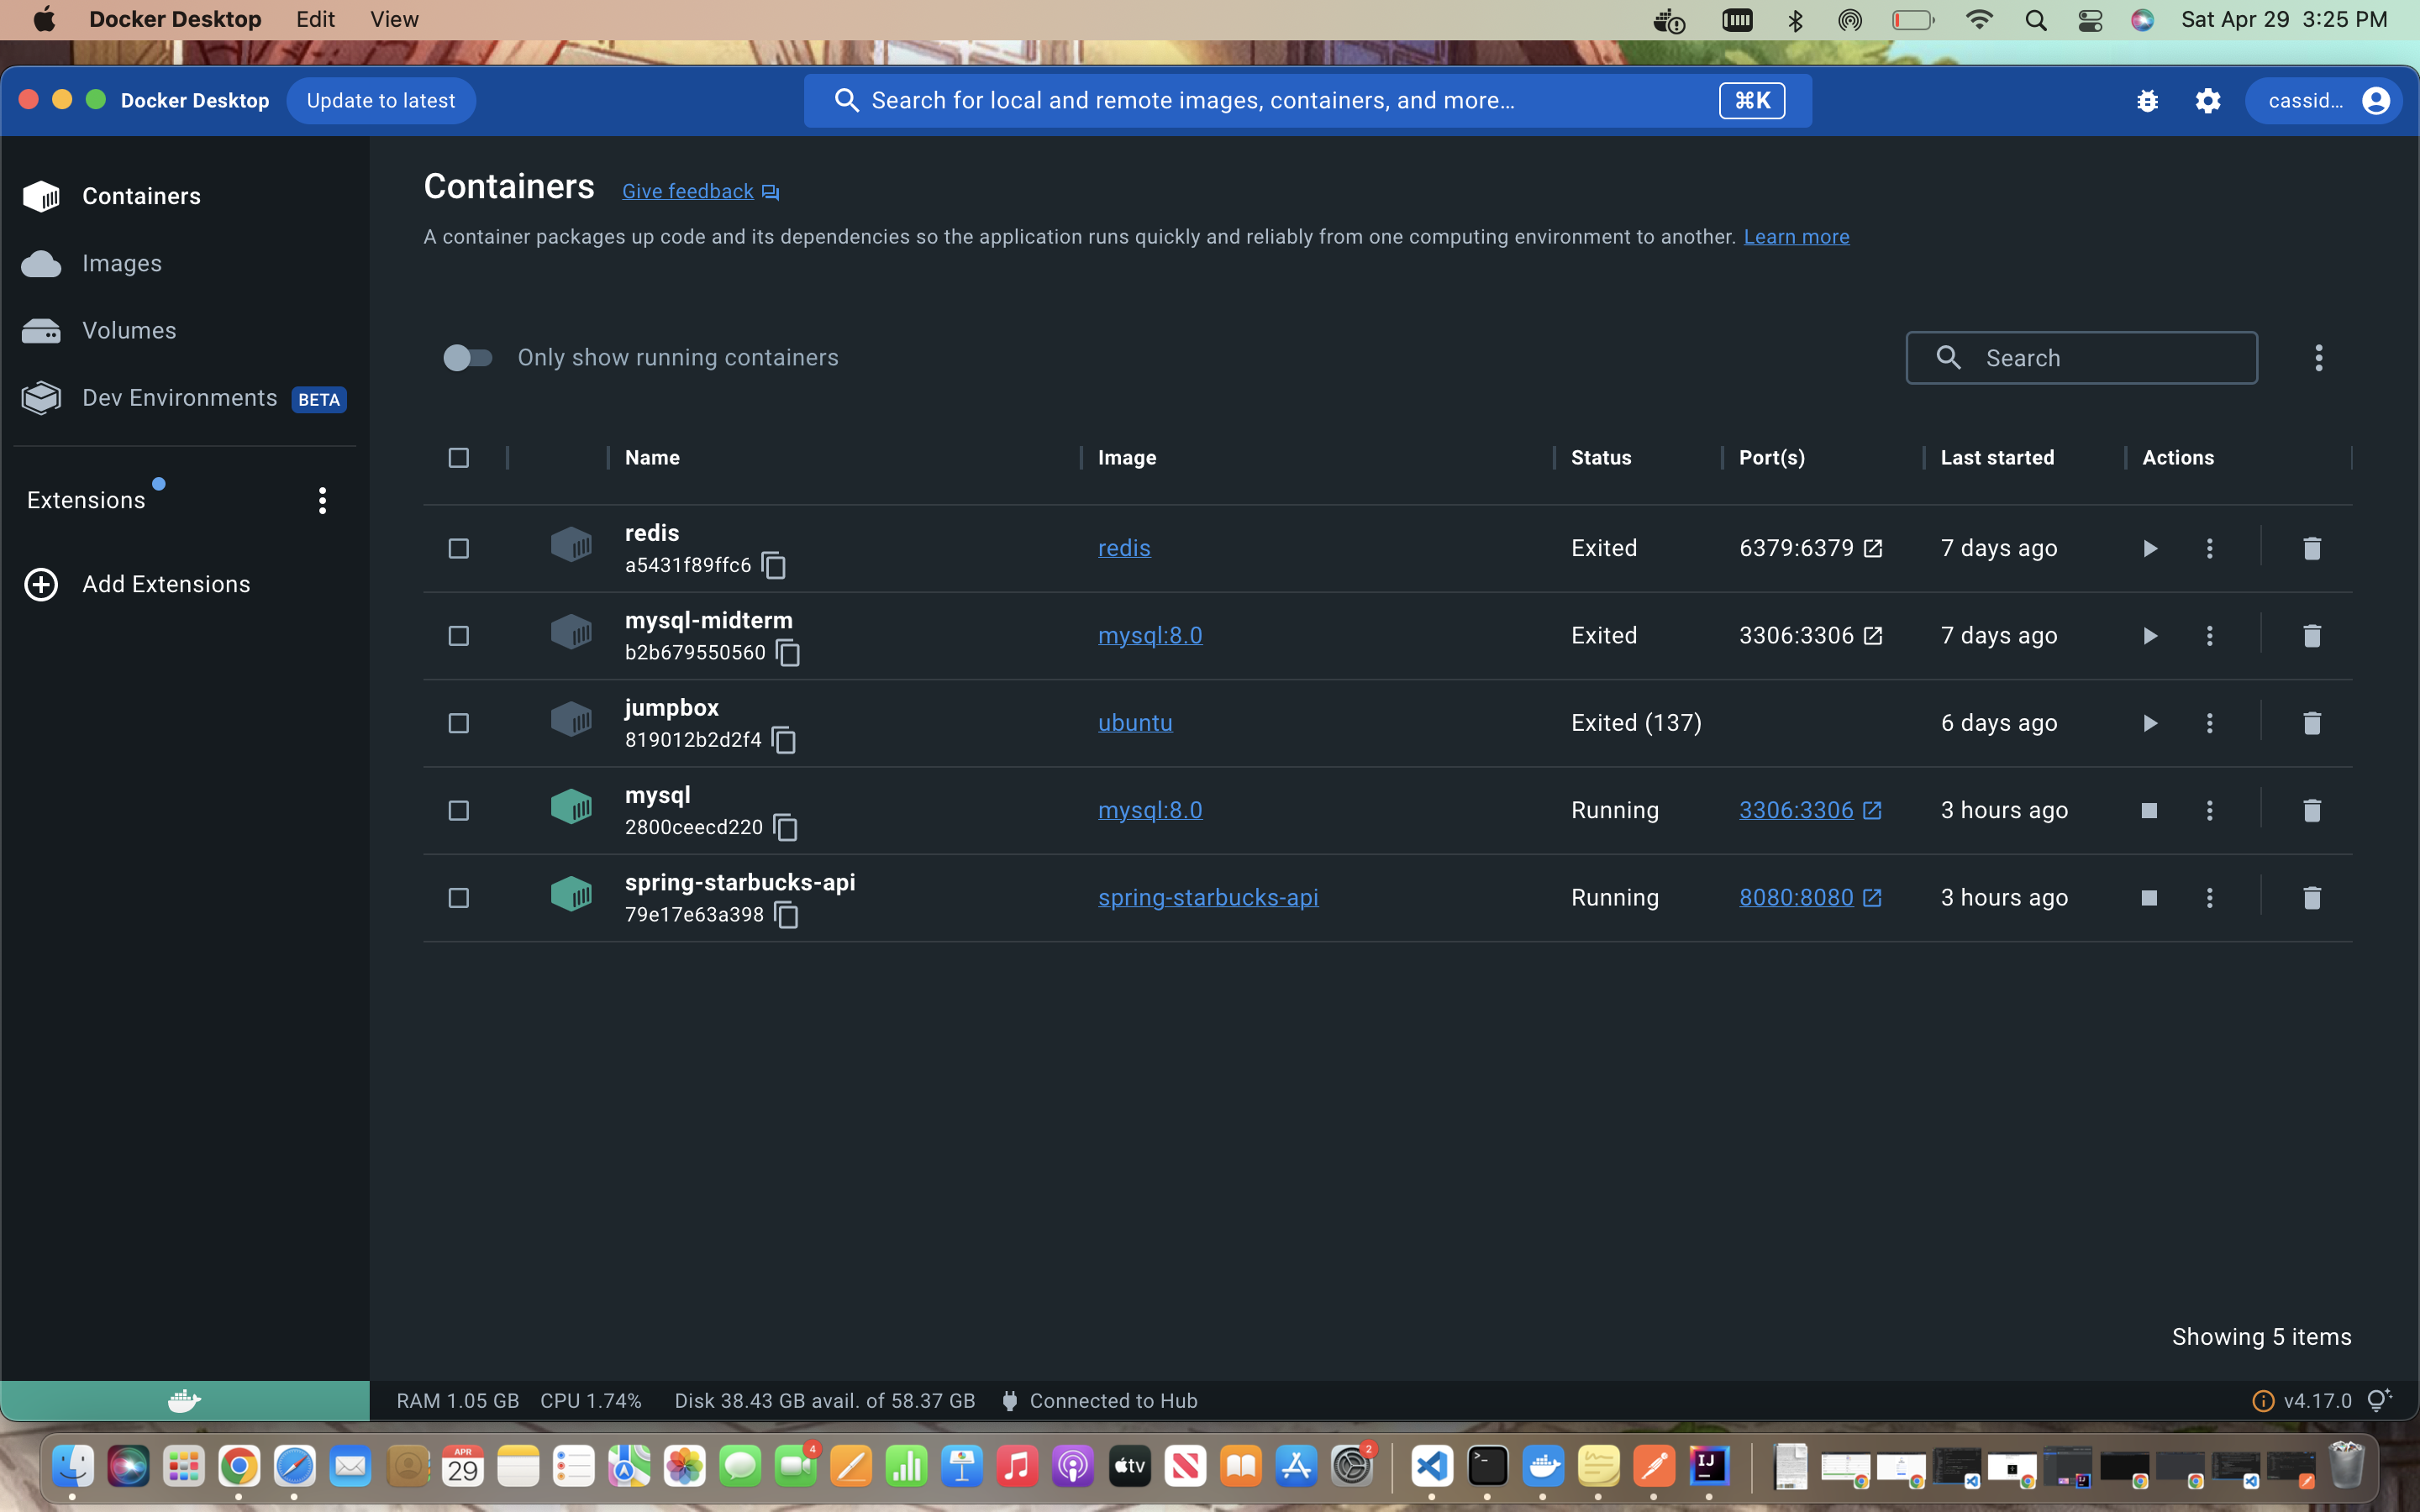 Docker Desktop Edit View Sat Apr 29 3:25 PM
Docker Desktop Update to latest Search for local and remote images, containers, and more... ⌘K cassid...
Containers
Images
Volumes
Dev Environments BETA
Extensions
Add Extensions
Containers Give feedback
A container packages up code and its dependencies so the application runs quickly and reliably from one computing environment to another. Learn more
Only show running containers Search
Name Image Status Port(s) Last started Actions
redis
a5431f89ffc6 redis Exited 6379:6379 7 days ago
mysql-midterm
b2b679550560 mysql:8.0 Exited 3306:3306 7 days ago
jumpbox
819012b2d2f4 ubuntu Exited (137) 6 days ago
mysql
2800ceecd220 mysql:8.0 Running 3306:3306 3 hours ago
spring-starbucks-api
79e17e63a398 spring-starbucks-api Running 8080:8080 3 hours ago
Showing 5 items
RAM 1.05 GB CPU 1.74% Disk 38.43 GB avail. of 58.37 GB Connected to Hub v4.17.0
APR
29
4
tv
2
IJ